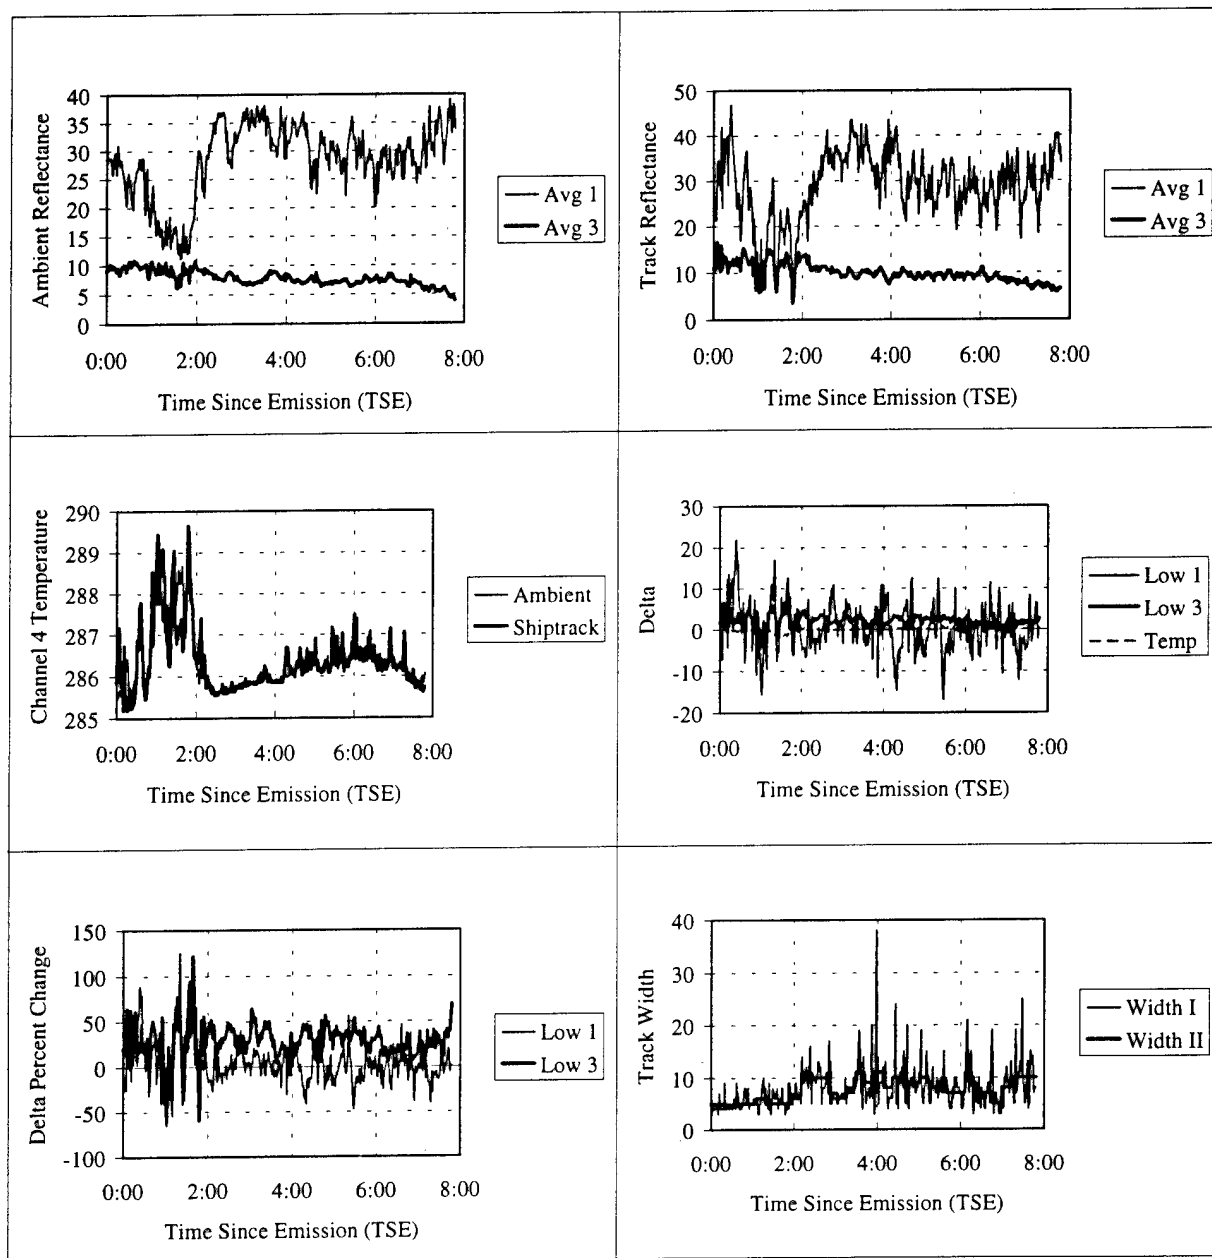 40
35
30
25
20
15
10
5
0
Ambient Reflectance
0:00 2:00 4:00 6:00 8:00
Time Since Emission (TSE)
Avg 1
Avg 3
50
40
30
20
10
0
Track Reflectance
0:00 2:00 4:00 6:00 8:00
Time Since Emission (TSE)
Avg 1
Avg 3
290
289
288
287
286
285
Channel 4 Temperature
0:00 2:00 4:00 6:00 8:00
Time Since Emission (TSE)
Ambient
Shiptrack
30
20
10
0
-10
-20
Delta
0:00 2:00 4:00 6:00 8:00
Time Since Emission (TSE)
Low 1
Low 3
Temp
150
100
50
0
-50
-100
Delta Percent Change
0:00 2:00 4:00 6:00 8:00
Time Since Emission (TSE)
Low 1
Low 3
40
30
20
10
0
Track Width
0:00 2:00 4:00 6:00 8:00
Time Since Emission (TSE)
Width I
Width II